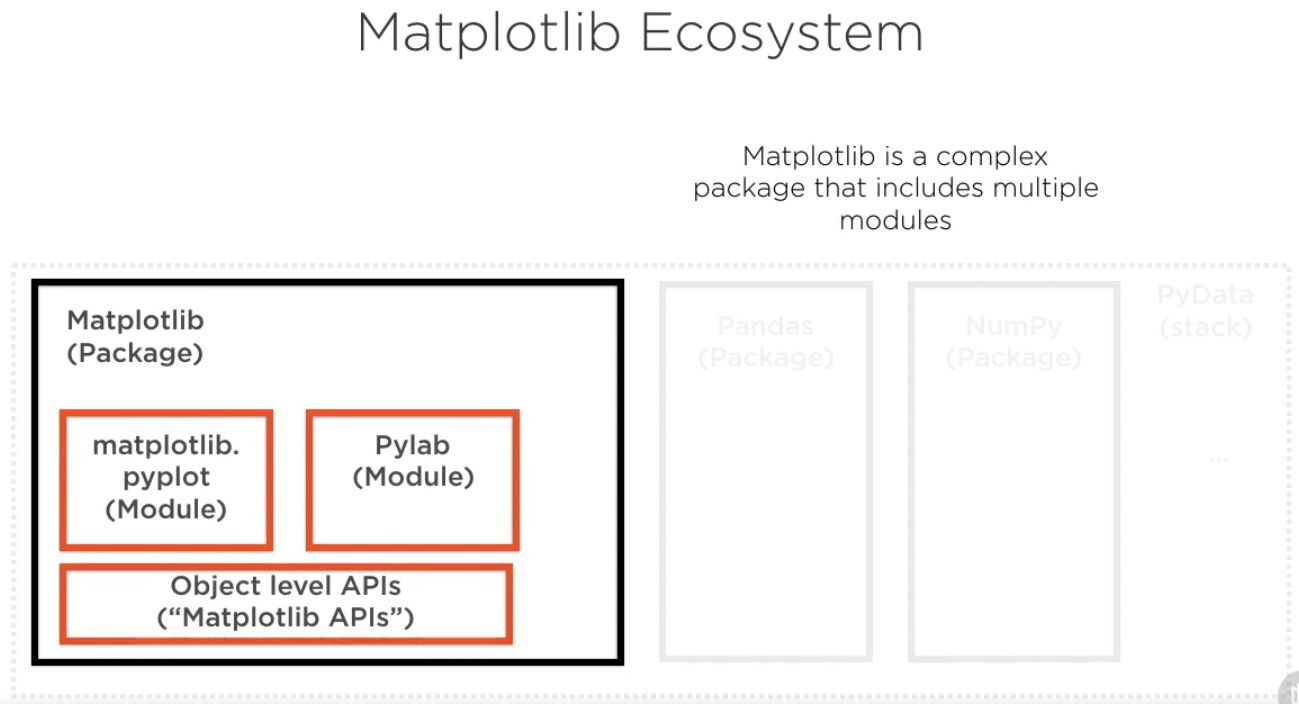 Matplotlib Ecosystem
Matplotlib is a complex
package that includes multiple
modules
Matplotlib
(Package)
matplotlib.
pyplot
(Module)
Pylab
(Module)
Object level APIs
(“Matplotlib APIs”)
Pandas
(Package)
NumPy
(Package)
PyData
(stack)
...